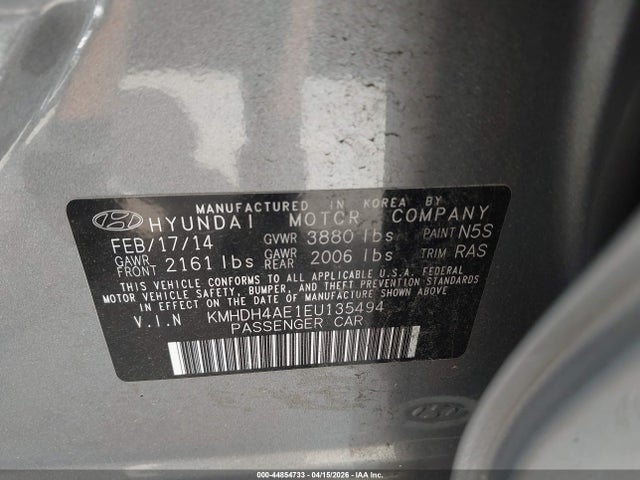 MANUFACTURED IN KOREA BY
HYUNDAI MOTOR COMPANY
FEB/17/14 GVWR 3880 lbs PAINT N5S
GAWR FRONT 2161 lbs GAWR REAR 2006 lbs TRIM RAS
THIS VEHICLE CONFORMS TO ALL APPLICABLE U.S.A. FEDERAL
MOTOR VEHICLE SAFETY, BUMPER, AND THEFT PREVENTION STANDARDS
IN EFFECT ON THE DATE OF MANUFACTURE SHOWN ABOVE.
V.I.N KMHDH4AE1EU135494
PASSENGER CAR
000-44854733 - 04/15/2026 - IAA Inc.